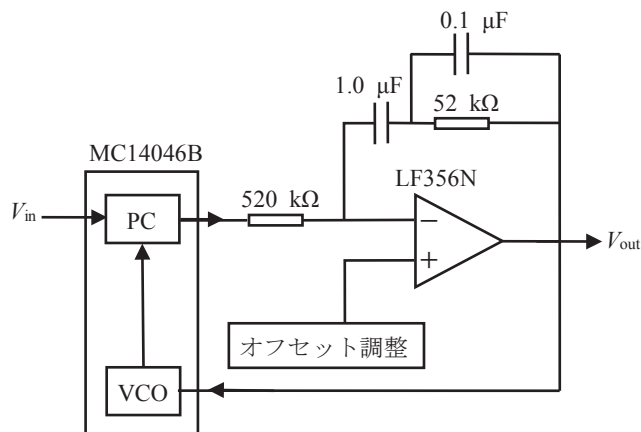 0.1 μF
1.0 μF
52 kΩ
MC14046B
520 kΩ
LF356N
Vin
PC
−
+
Vout
オフセット調整
VCO